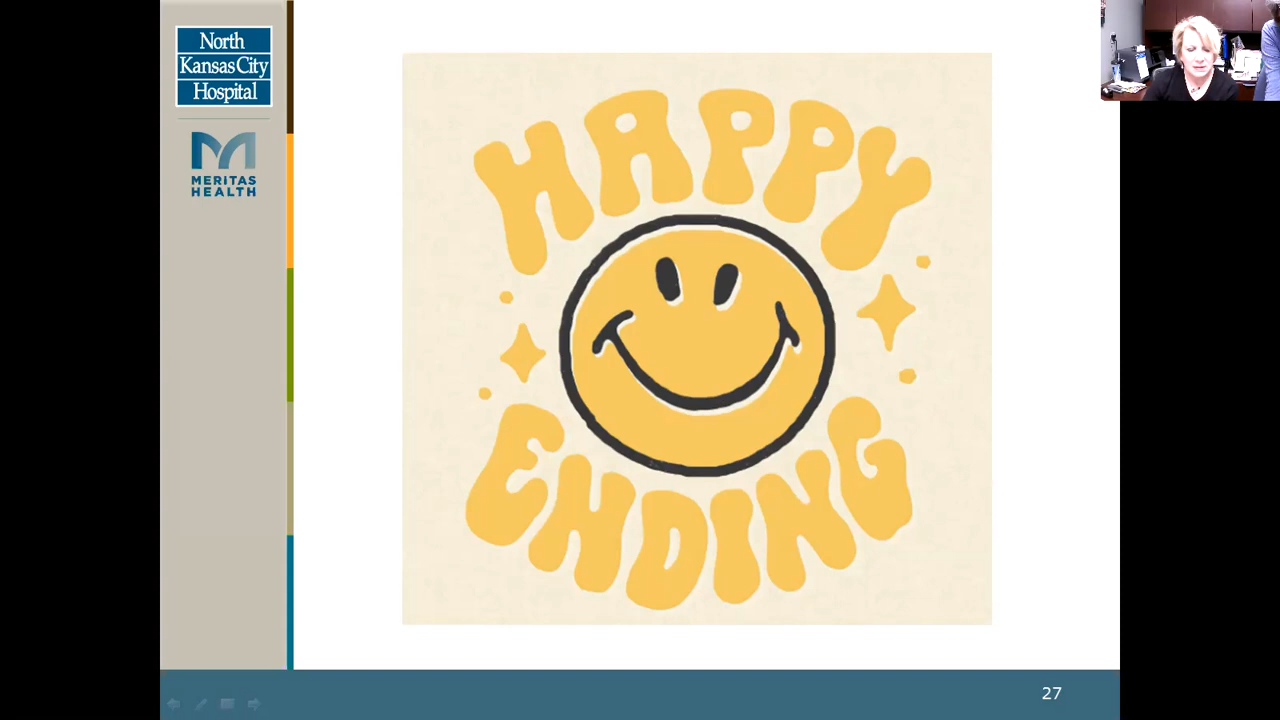 North
Kansas City
Hospital
MERITAS
HEALTH
HAPPY
ENDING
27